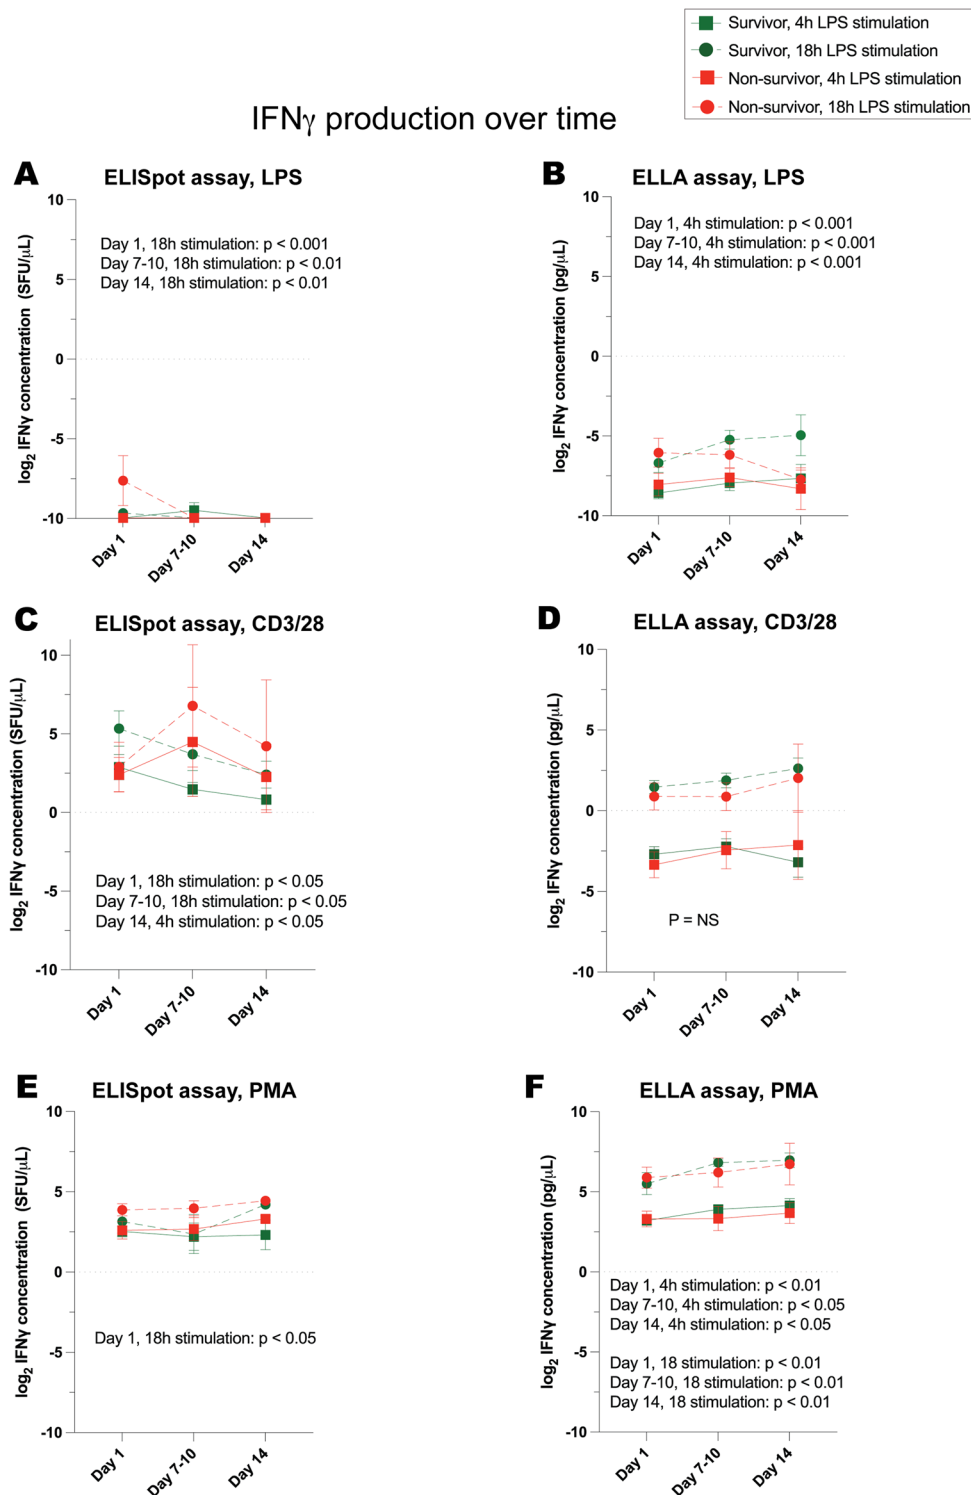 Survivor, 4h LPS stimulation
Survivor, 18h LPS stimulation
Non-survivor, 4h LPS stimulation
Non-survivor, 18h LPS stimulation
IFNγ production over time
A
ELISpot assay, LPS
log2 IFNγ concentration (SFU/μL)
10
5
0
-5
-10
Day 1, 18h stimulation: p < 0.001
Day 7-10, 18h stimulation: p < 0.01
Day 14, 18h stimulation: p < 0.01
Day 1
Day 7-10
Day 14
B
ELLA assay, LPS
log2 IFNγ concentration (pg/μL)
10
5
0
-5
-10
Day 1, 4h stimulation: p < 0.001
Day 7-10, 4h stimulation: p < 0.001
Day 14, 4h stimulation: p < 0.001
Day 1
Day 7-10
Day 14
C
ELISpot assay, CD3/28
log2 IFNγ concentration (SFU/μL)
10
5
0
-5
-10
Day 1, 18h stimulation: p < 0.05
Day 7-10, 18h stimulation: p < 0.05
Day 14, 4h stimulation: p < 0.05
Day 1
Day 7-10
Day 14
D
ELLA assay, CD3/28
log2 IFNγ concentration (pg/μL)
10
5
0
-5
-10
P = NS
Day 1
Day 7-10
Day 14
E
ELISpot assay, PMA
log2 IFNγ concentration (SFU/μL)
10
5
0
-5
-10
Day 1, 18h stimulation: p < 0.05
Day 1
Day 7-10
Day 14
F
ELLA assay, PMA
log2 IFNγ concentration (pg/μL)
10
5
0
-5
-10
Day 1, 4h stimulation: p < 0.01
Day 7-10, 4h stimulation: p < 0.05
Day 14, 4h stimulation: p < 0.05
Day 1, 18 stimulation: p < 0.01
Day 7-10, 18 stimulation: p < 0.01
Day 14, 18 stimulation: p < 0.01
Day 1
Day 7-10
Day 14